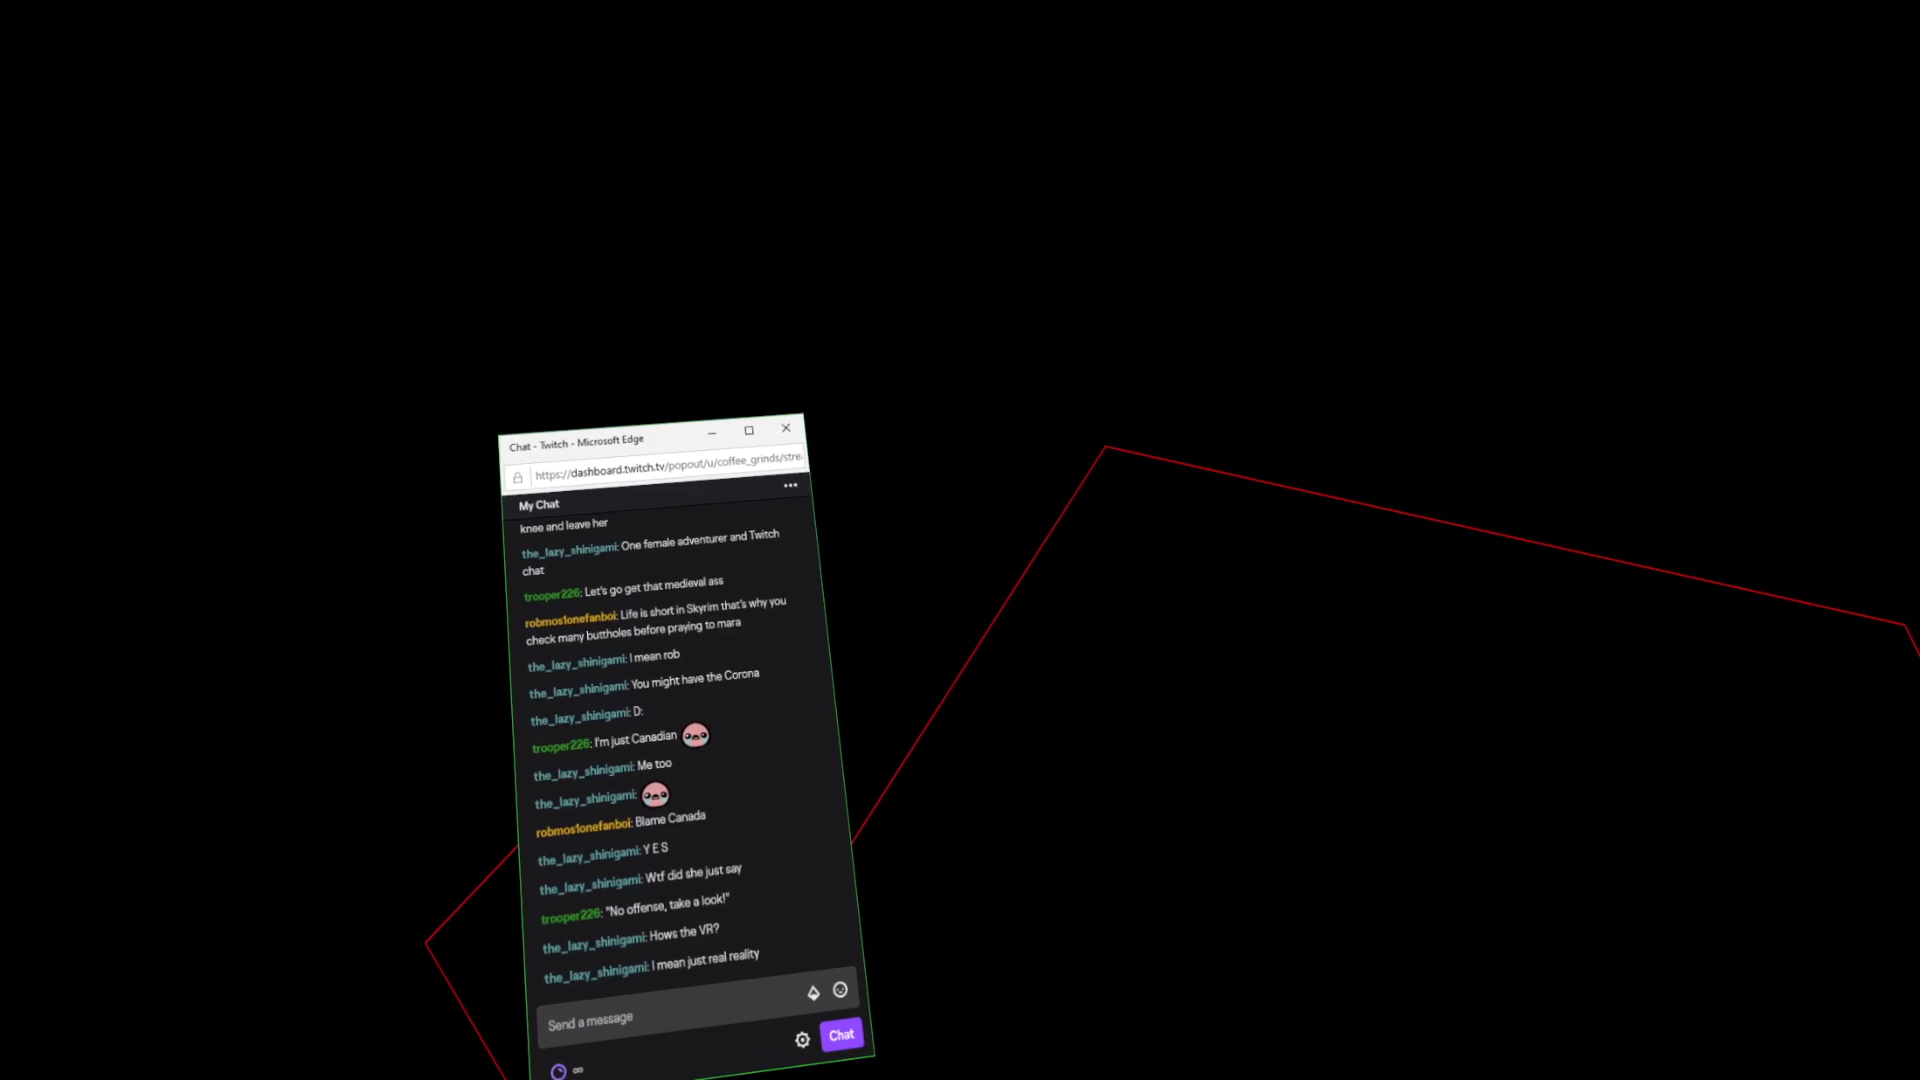 Chat - Twitch - Microsoft Edge
https://dashboard.twitch.tv/popout/u/coffee_grinds/stre
My Chat
knee and leave her
the_lazy_shinigami: One female adventurer and Twitch
chat
trooper226: Let's go get that medieval ass
robmos1onefanboi: Life is short in Skyrim that's why you
check many buttholes before praying to mara
the_lazy_shinigami: I mean rob
the_lazy_shinigami: You might have the Corona
the_lazy_shinigami: D:
trooper226: I'm just Canadian
the_lazy_shinigami: Me too
the_lazy_shinigami:
robmos1onefanboi: Blame Canada
the_lazy_shinigami: Y E S
the_lazy_shinigami: Wtf did she just say
trooper226: "No offense, take a look!"
the_lazy_shinigami: Hows the VR?
the_lazy_shinigami: I mean just real reality
Send a message
Chat
∞